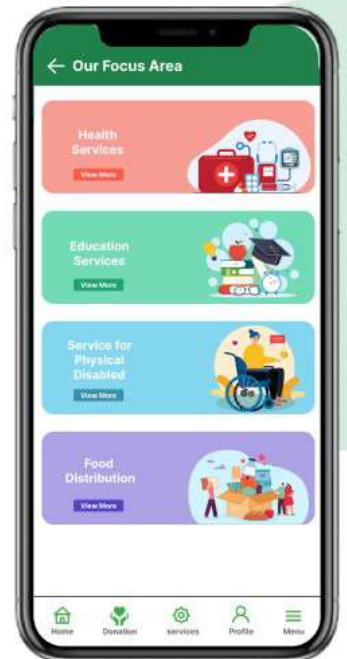 Our Focus Area
Health
Services
View More
Education
Services
View More
Service for
Physical
Disabled
View More
Food
Distribution
View More
Home Donation services Profile Menu